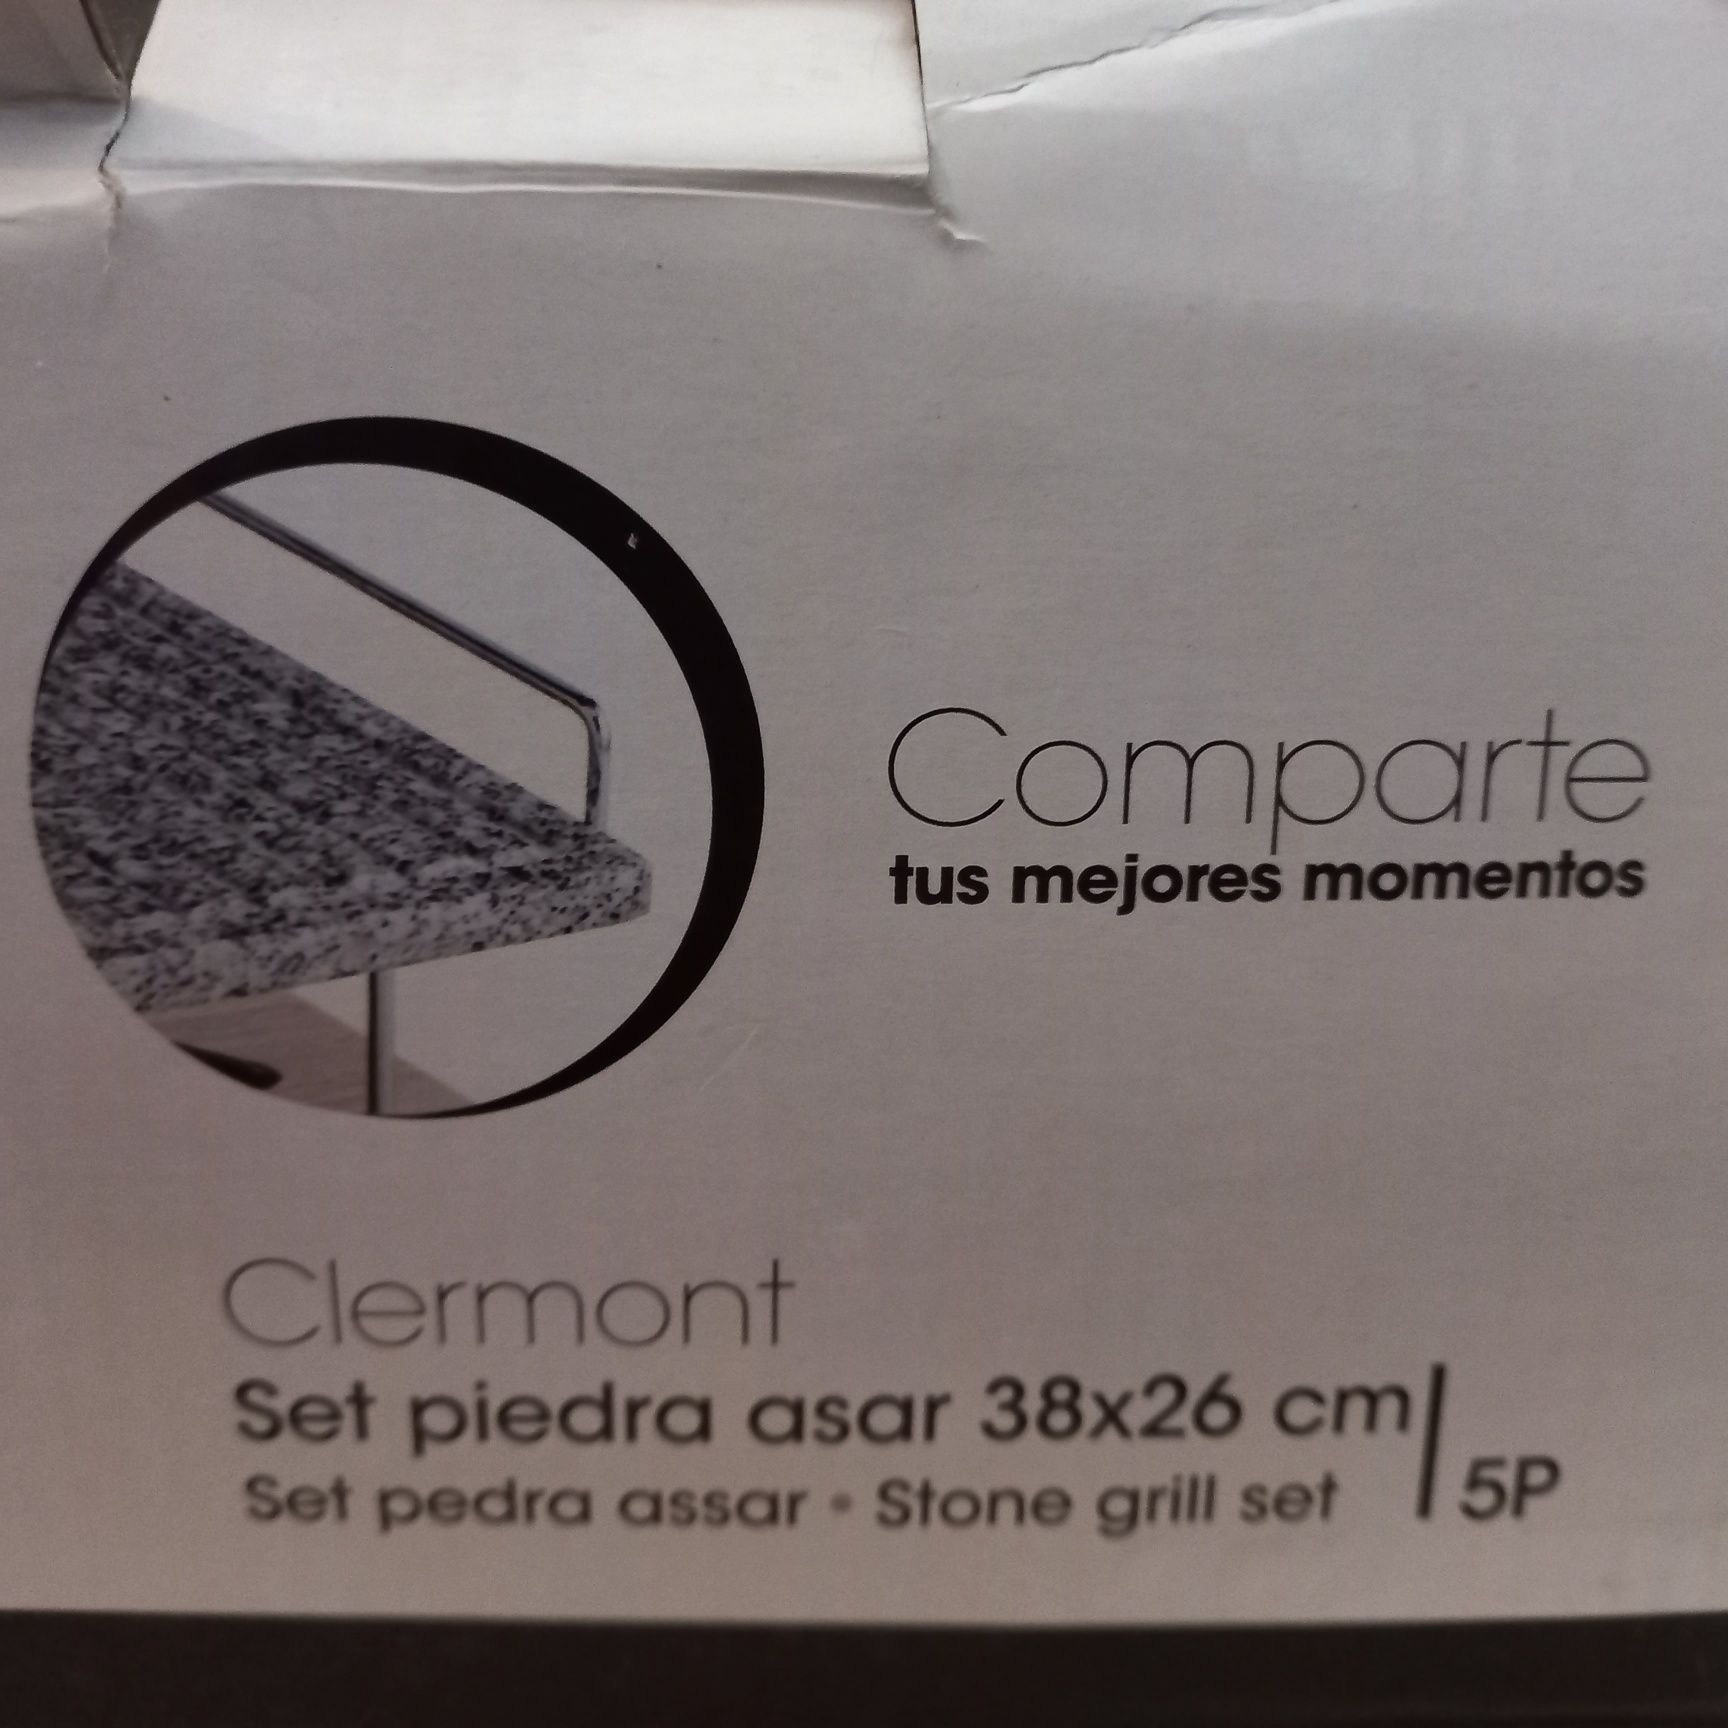 Comparte
tus mejores momentos
Clermont
Set piedra asar 38x26 cm
Set pedra assar • Stone grill set
5P